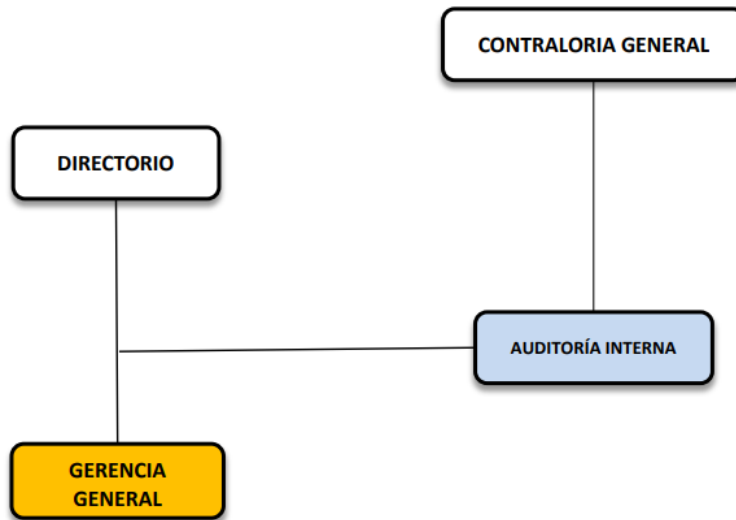 CONTRALORIA GENERAL
DIRECTORIO
AUDITORÍA INTERNA
GERENCIA
GENERAL